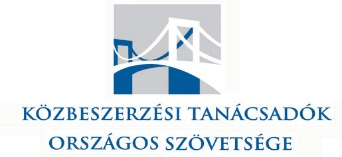 KÖZBESZERZÉSI TANÁCSADÓK
ORSZÁGOS SZÖVETSÉGE